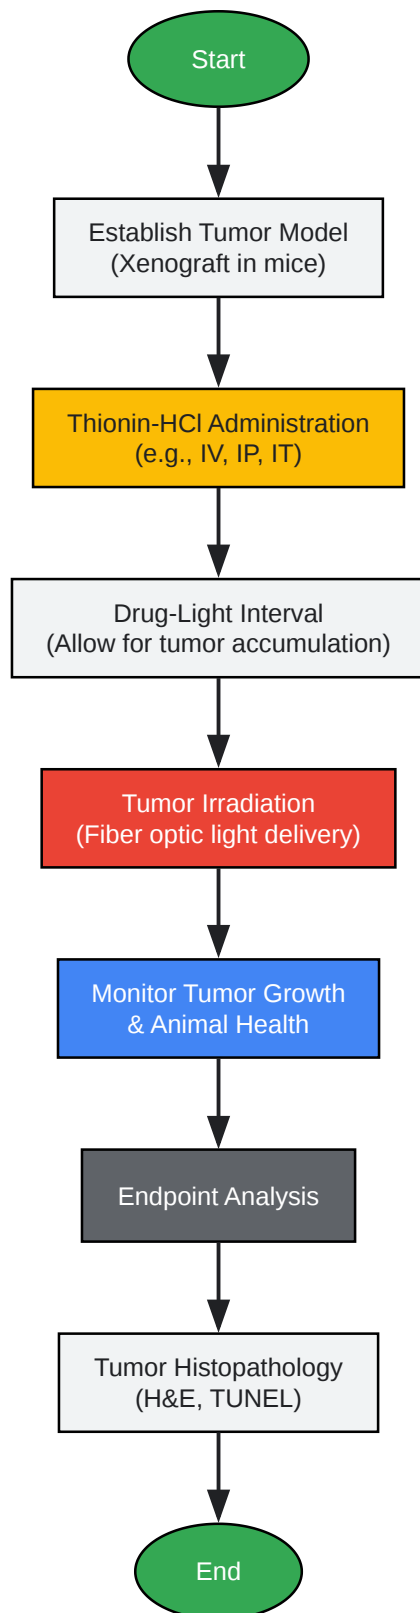 Start
Establish Tumor Model
(Xenograft in mice)
Thionin-HCl Administration
(e.g., IV, IP, IT)
Drug-Light Interval
(Allow for tumor accumulation)
Tumor Irradiation
(Fiber optic light delivery)
Monitor Tumor Growth
& Animal Health
Endpoint Analysis
Tumor Histopathology
(H&E, TUNEL)
End